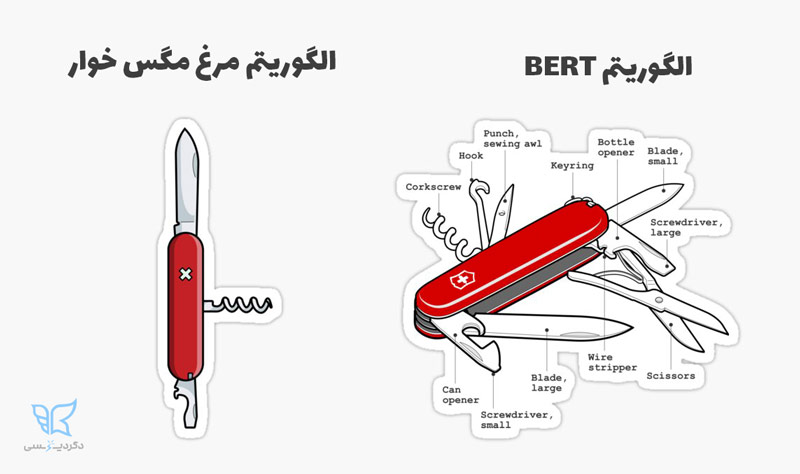 الگوریتم مرغ مگس خوار
الگوریتم BERT
Punch,
sewing awl
Hook
Corkscrew
Keyring
Bottle
opener
Blade,
small
Screwdriver,
large
Wire
stripper
Scissors
Blade,
large
Can
opener
Screwdriver,
small